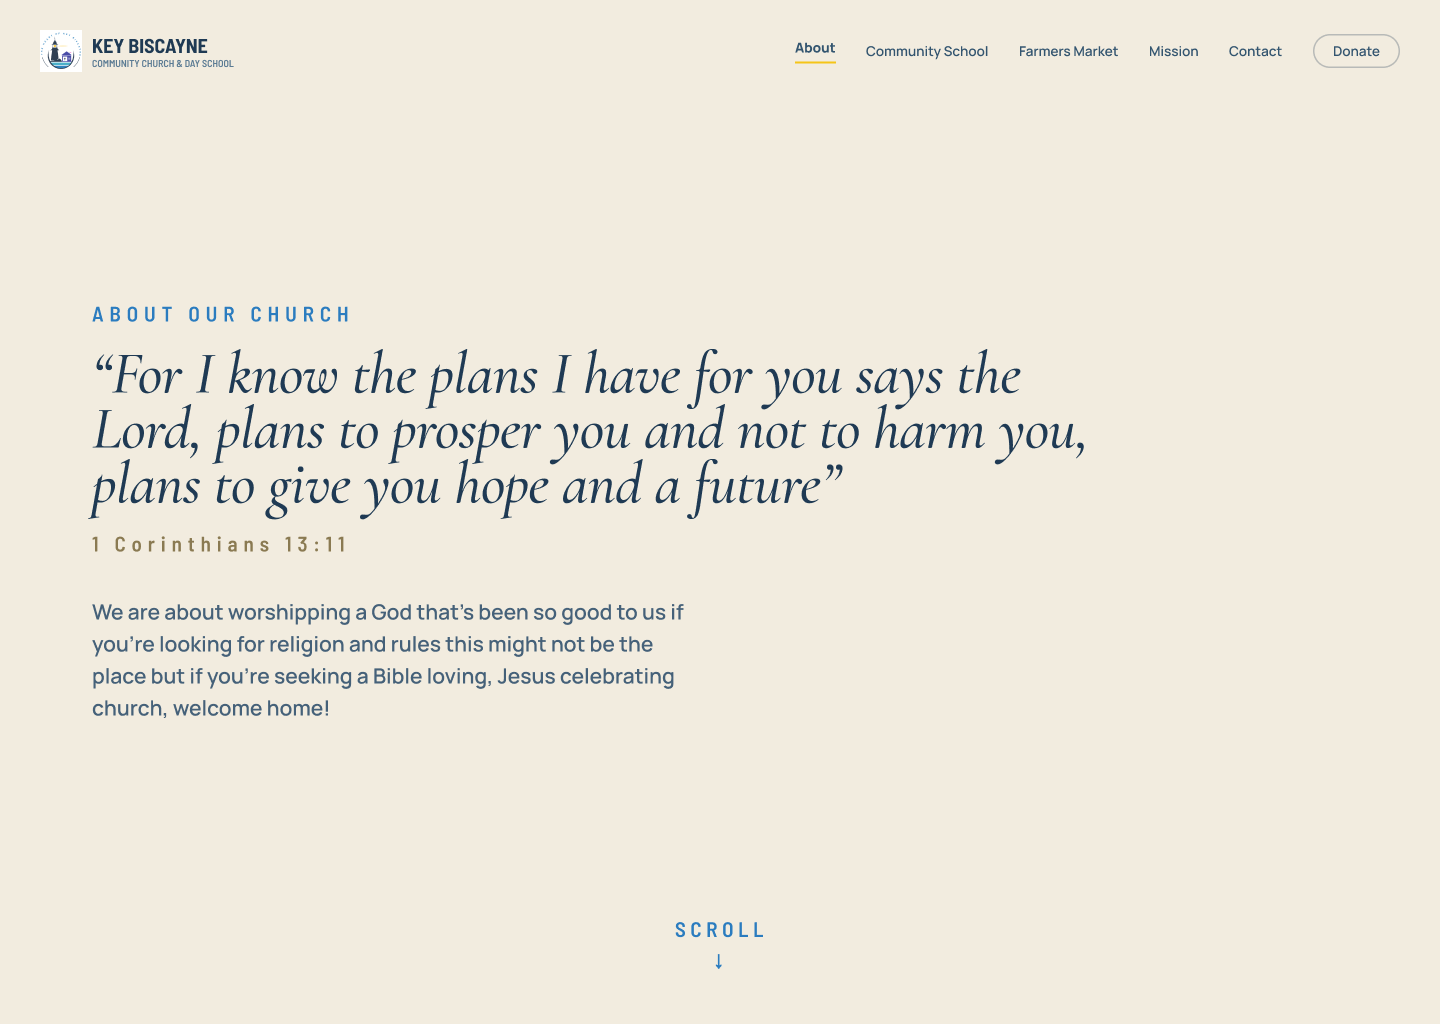 KEY BISCAYNE
COMMUNITY CHURCH & DAY SCHOOL
About
Community School
Farmers Market
Mission
Contact
Donate
ABOUT OUR CHURCH
“For I know the plans I have for you says the
Lord, plans to prosper you and not to harm you,
plans to give you hope and a future”
1 Corinthians 13:11
We are about worshipping a God that’s been so good to us if
you’re looking for religion and rules this might not be the
place but if you’re seeking a Bible loving, Jesus celebrating
church, welcome home!
SCROLL
↓